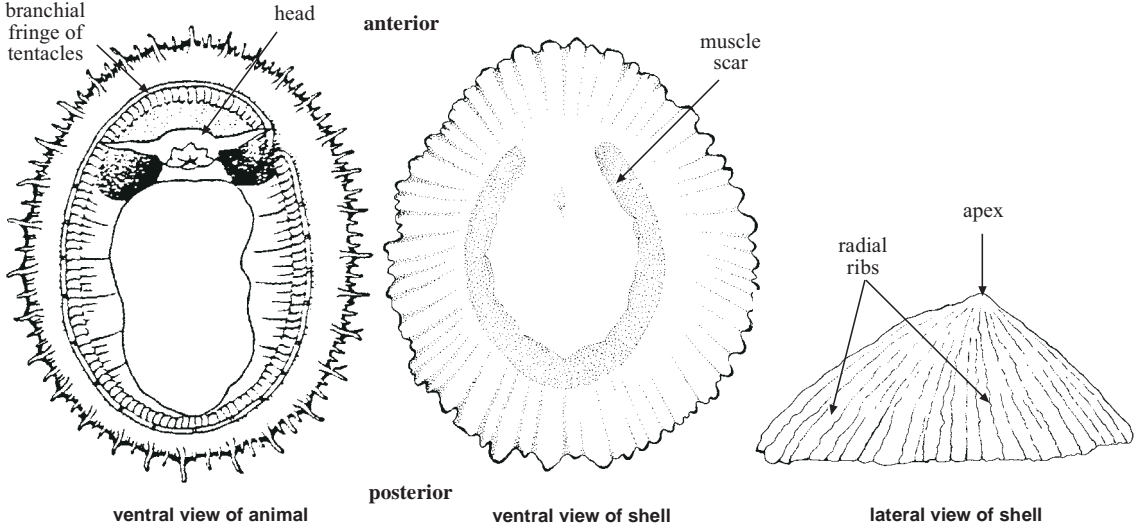 branchial
fringe of
tentacles
head
anterior
muscle
scar
apex
radial
ribs
posterior
ventral view of animal
ventral view of shell
lateral view of shell